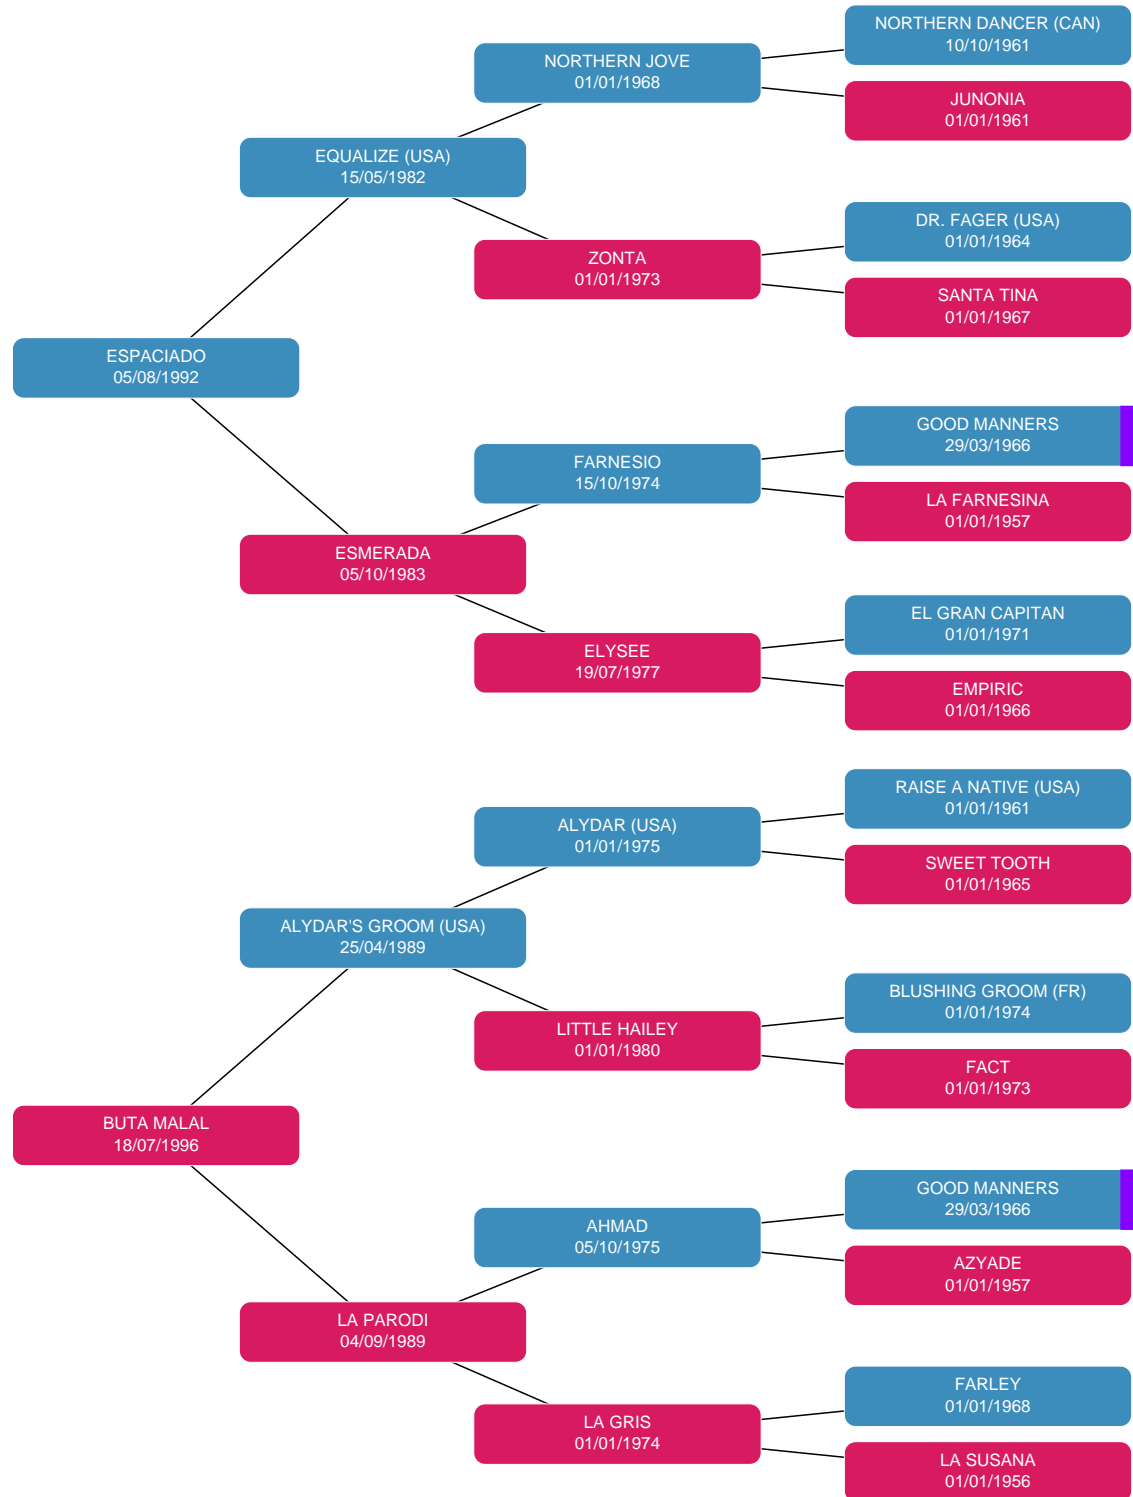 NORTHERN DANCER (CAN)
10/10/1961
NORTHERN JOVE
01/01/1968
JUNONIA
01/01/1961
EQUALIZE (USA)
15/05/1982
DR. FAGER (USA)
01/01/1964
ZONTA
01/01/1973
SANTA TINA
01/01/1967
ESPACIADO
05/08/1992
GOOD MANNERS
29/03/1966
FARNESIO
15/10/1974
LA FARNESINA
01/01/1957
ESMERADA
05/10/1983
EL GRAN CAPITAN
01/01/1971
ELYSEE
19/07/1977
EMPIRIC
01/01/1966
RAISE A NATIVE (USA)
01/01/1961
ALYDAR (USA)
01/01/1975
SWEET TOOTH
01/01/1965
ALYDAR'S GROOM (USA)
25/04/1989
BLUSHING GROOM (FR)
01/01/1974
LITTLE HAILEY
01/01/1980
FACT
01/01/1973
BUTA MALAL
18/07/1996
GOOD MANNERS
29/03/1966
AHMAD
05/10/1975
AZYADE
01/01/1957
LA PARODI
04/09/1989
FARLEY
01/01/1968
LA GRIS
01/01/1974
LA SUSANA
01/01/1956